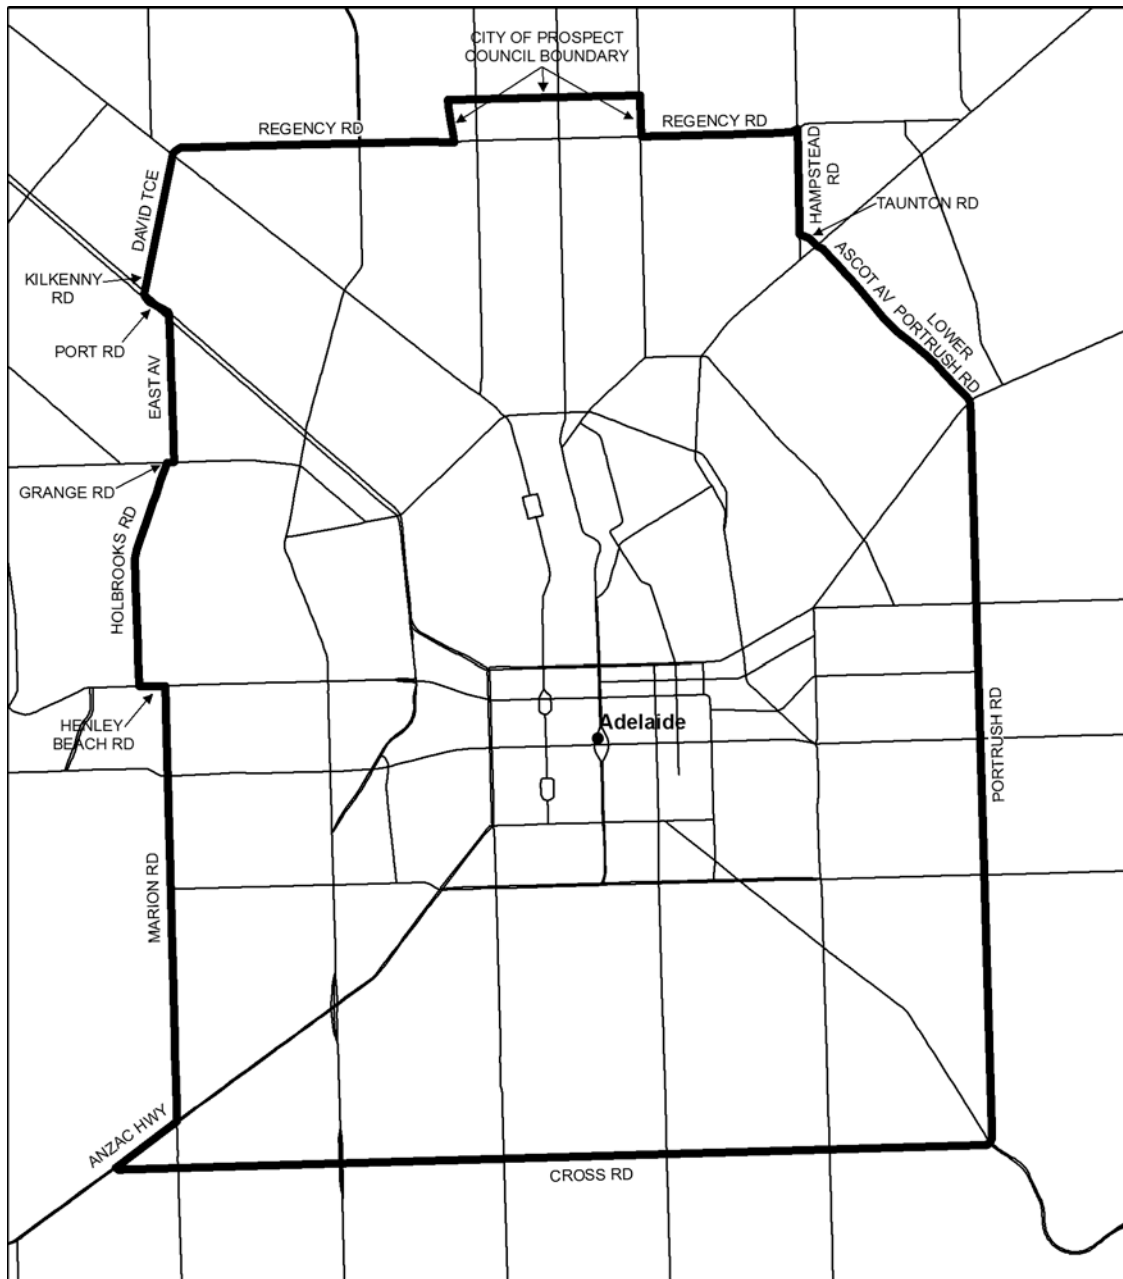 CITY OF PROSPECT
COUNCIL BOUNDARY
REGENCY RD
REGENCY RD
HAMPSTEAD
RD
TAUNTON RD
DAVID TCE
KILKENNY
RD
ASCOT AV
LOWER
PORTRUSH RD
PORT RD
EAST AV
GRANGE RD
HOLBROOKS RD
HENLEY
BEACH RD
Adelaide
PORTRUSH RD
MARION RD
ANZAC HWY
CROSS RD